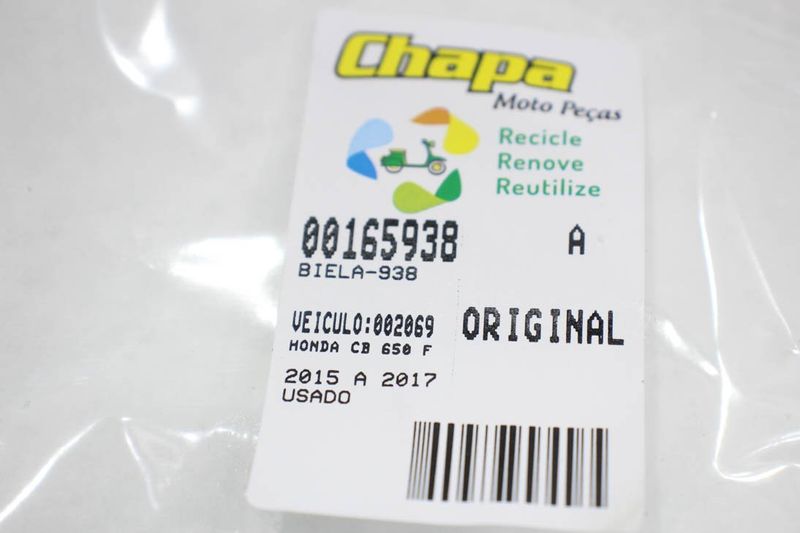 Chapa
Moto Peças
Recicle
Renove
Reutilize
00165938 A
BIELA-938
VEICULO:002069 ORIGINAL
HONDA CB 650 F
2015 A 2017
USADO